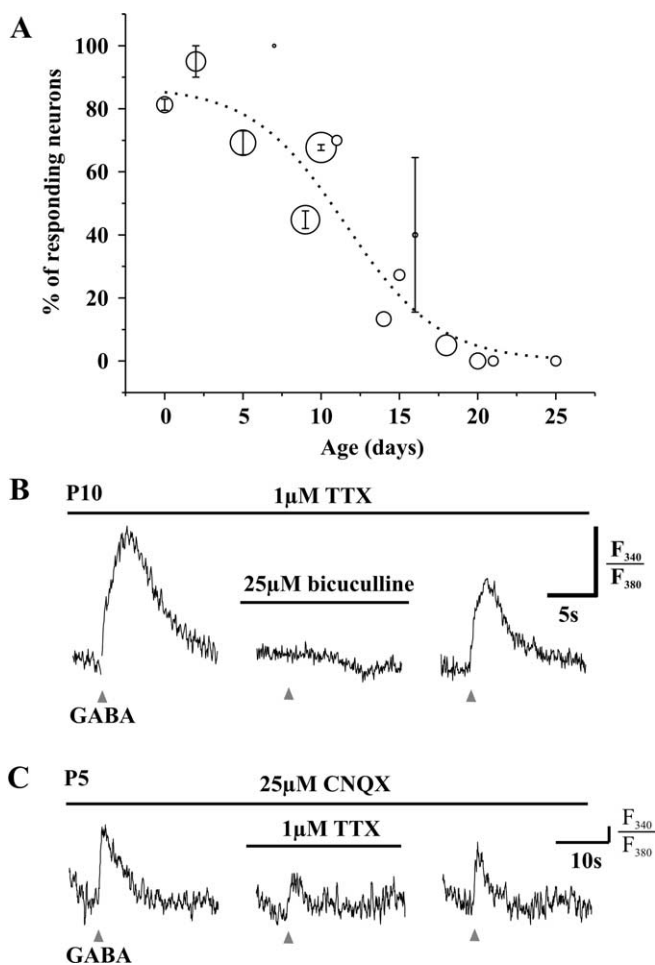 A
% of responding neurons
100
80
60
40
20
0
0 5 10 15 20 25
Age (days)
B
P10
1µM TTX
25µM bicuculline
F340
F380
5s
GABA
C
P5
25µM CNQX
1µM TTX
F340
F380
10s
GABA